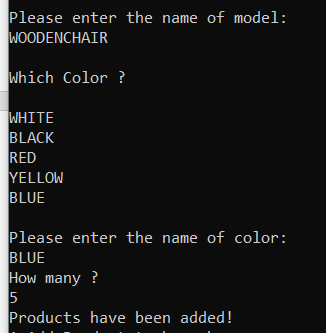 Please enter the name of model:
WOODENCHAIR
Which Color ?
WHITE
BLACK
RED
YELLOW
BLUE
Please enter the name of color:
BLUE
How many ?
5
Products have been added!